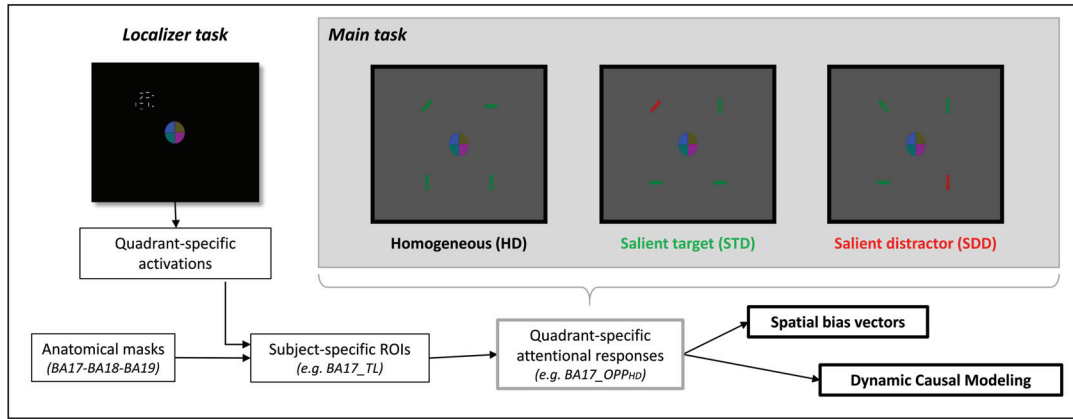 Localizer task
Main task
Homogeneous (HD)
Salient target (STD)
Salient distractor (SDD)
Quadrant-specific
activations
Anatomical masks
(BA17-BA18-BA19)
Subject-specific ROIs
(e.g. BA17_TL)
Quadrant-specific
attentional responses
(e.g. BA17_OPPHD)
Spatial bias vectors
Dynamic Causal Modeling